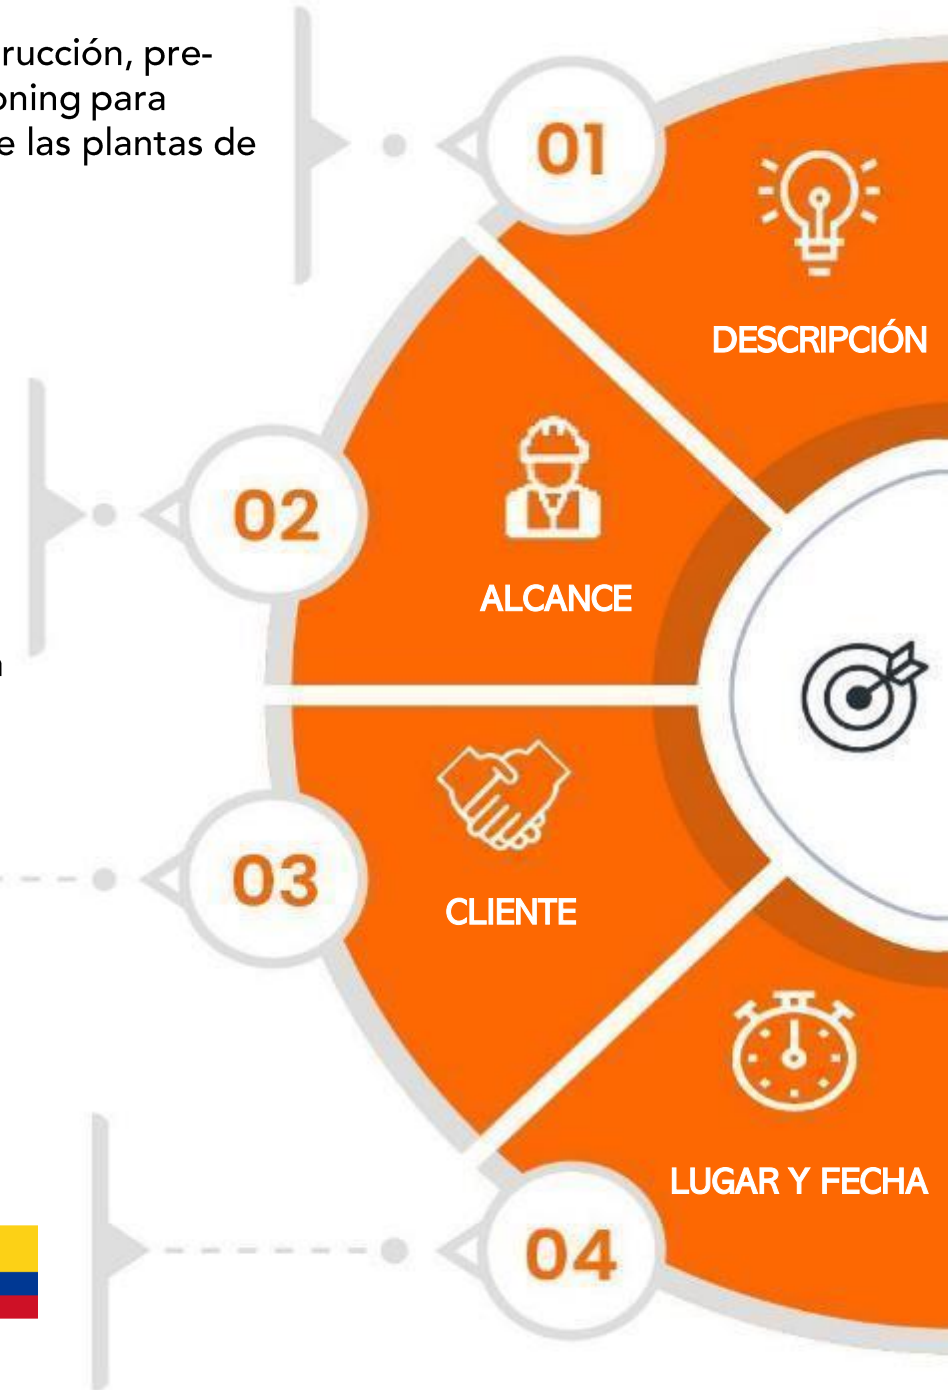 rucción, pre-
oning para
e las plantas de
01
DESCRIPCIÓN
02
ALCANCE
03
CLIENTE
04
LUGAR Y FECHA